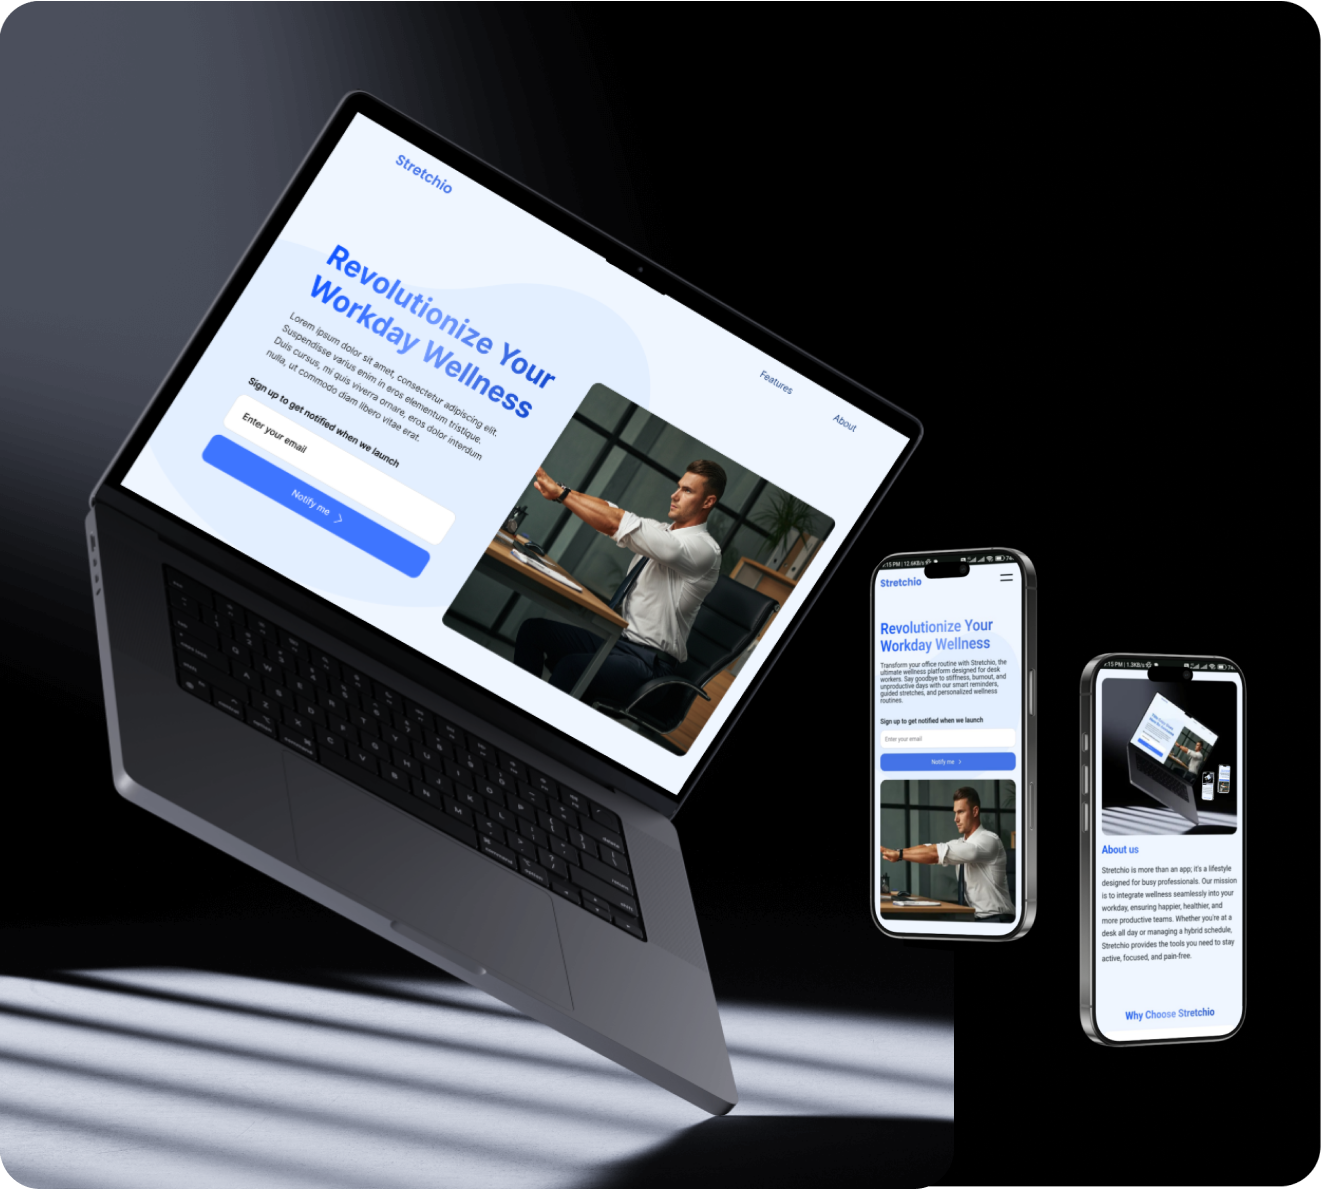 Stretchio
Features
About
Revolutionize Your
Workday Wellness
Lorem ipsum dolor sit amet, consectetur adipiscing elit.
Suspendisse varius enim in eros elementum tristique.
Duis cursus, mi quis viverra ornare, eros dolor interdum
nulla, ut commodo diam libero vitae erat.
Sign up to get notified when we launch
Enter your email
Notify me
Stretchio
Revolutionize Your
Workday Wellness
Transform your office routine with Stretchio, the
ultimate wellness platform designed for desk
workers. Say goodbye to stiffness, burnout, and
unproductive days with our smart reminders,
guided stretches, and personalized wellness
routines.
Sign up to get notified when we launch
Enter your email
Notify me
About us
Stretchio is more than an app; it's a lifestyle
designed for busy professionals. Our mission
is to integrate wellness seamlessly into your
workday, ensuring happier, healthier, and
more productive teams. Whether you're at a
desk all day or managing a hybrid schedule,
Stretchio provides the tools you need to stay
active, focused, and pain-free.
Why Choose Stretchio